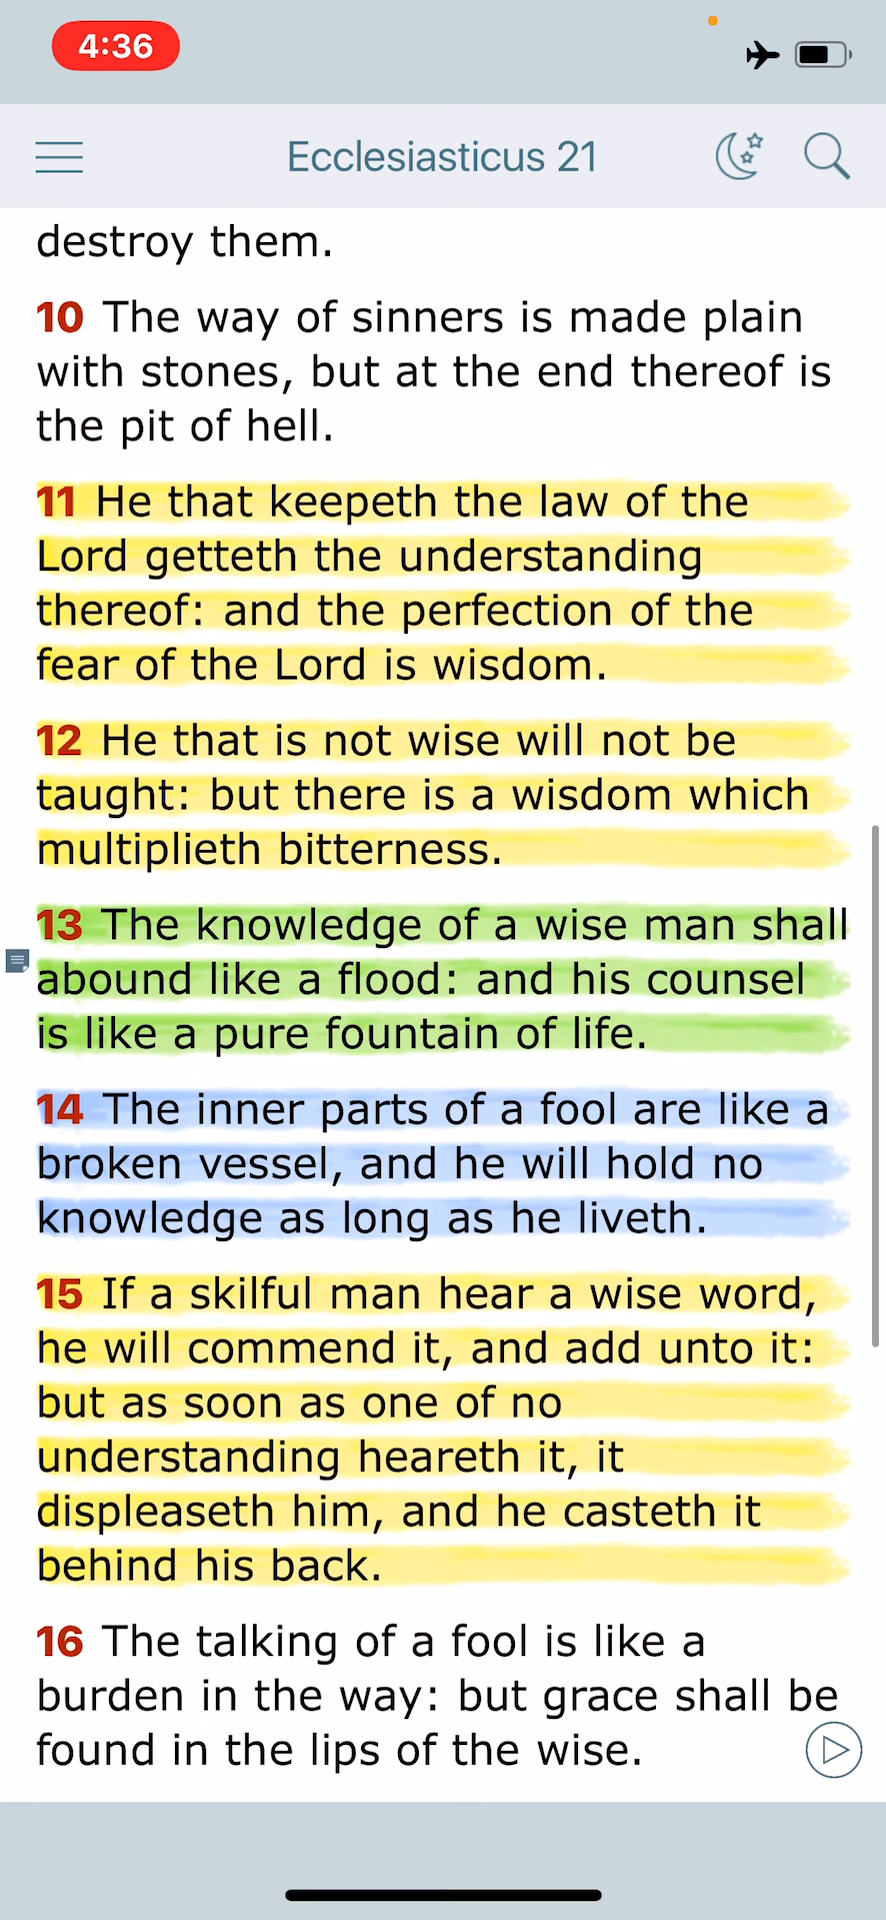 4:36
Ecclesiasticus 21
destroy them.
10 The way of sinners is made plain
with stones, but at the end thereof is
the pit of hell.
11 He that keepeth the law of the
Lord getteth the understanding
thereof: and the perfection of the
fear of the Lord is wisdom.
12 He that is not wise will not be
taught: but there is a wisdom which
multiplieth bitterness.
13 The knowledge of a wise man shall
abound like a flood: and his counsel
is like a pure fountain of life.
14 The inner parts of a fool are like a
broken vessel, and he will hold no
knowledge as long as he liveth.
15 If a skilful man hear a wise word,
he will commend it, and add unto it:
but as soon as one of no
understanding heareth it, it
displeaseth him, and he casteth it
behind his back.
16 The talking of a fool is like a
burden in the way: but grace shall be
found in the lips of the wise.